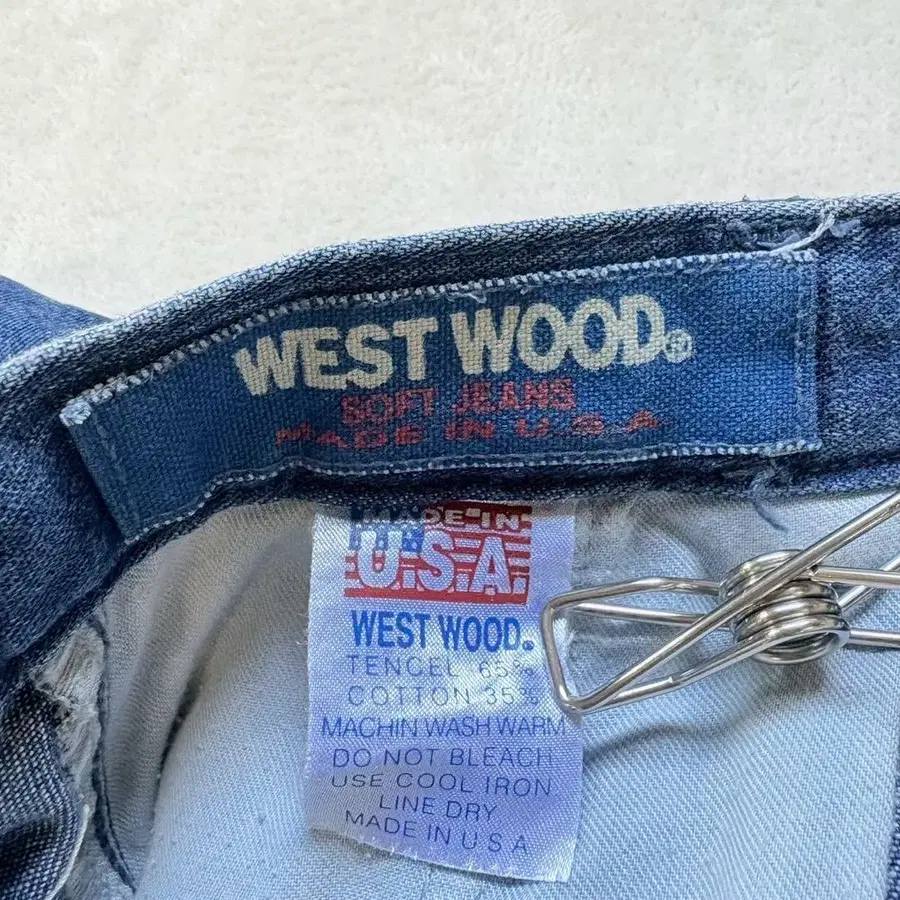 WEST WOOD®
SOFT JEANS
MADE IN U.S.A
MADE IN
U.S.A.
WEST WOOD®
TENCEL 65%
COTTON 35%
MACHIN WASH WARM
DO NOT BLEACH
USE COOL IRON
LINE DRY
MADE IN U S A